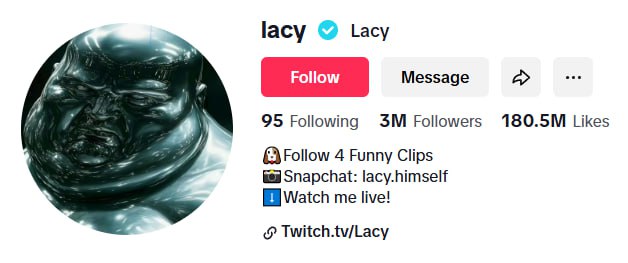 lacy Lacy
Follow Message
95 Following 3M Followers 180.5M Likes
Follow 4 Funny Clips
Snapchat: lacy.himself
Watch me live!
Twitch.tv/Lacy